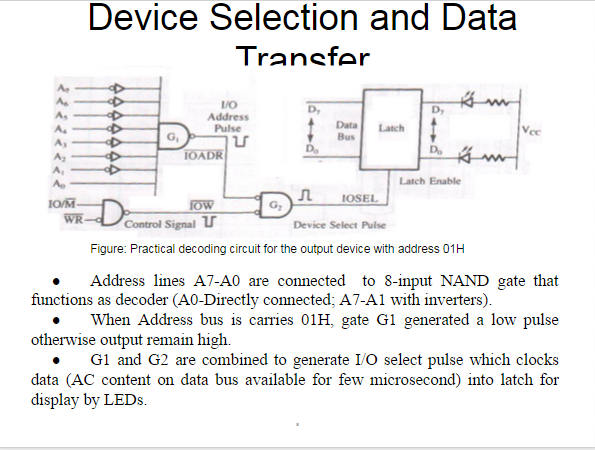 Device Selection and Data
Transfer
A₇
A₆
A₅
A₄
A₃
A₂
A₁
A₀
G₁
I/O
Address
Pulse
IOADR
IO/M̅
WR
IOW
Control Signal
G₂
D₇
Data
Bus
D₀
Latch
D₇
D₀
Vcc
Latch Enable
IOSEL
Device Select Pulse
Figure: Practical decoding circuit for the output device with address 01H
• Address lines A7-A0 are connected to 8-input NAND gate that
functions as decoder (A0-Directly connected; A7-A1 with inverters).
• When Address bus is carries 01H, gate G1 generated a low pulse
otherwise output remain high.
• G1 and G2 are combined to generate I/O select pulse which clocks
data (AC content on data bus available for few microsecond) into latch for
display by LEDs.